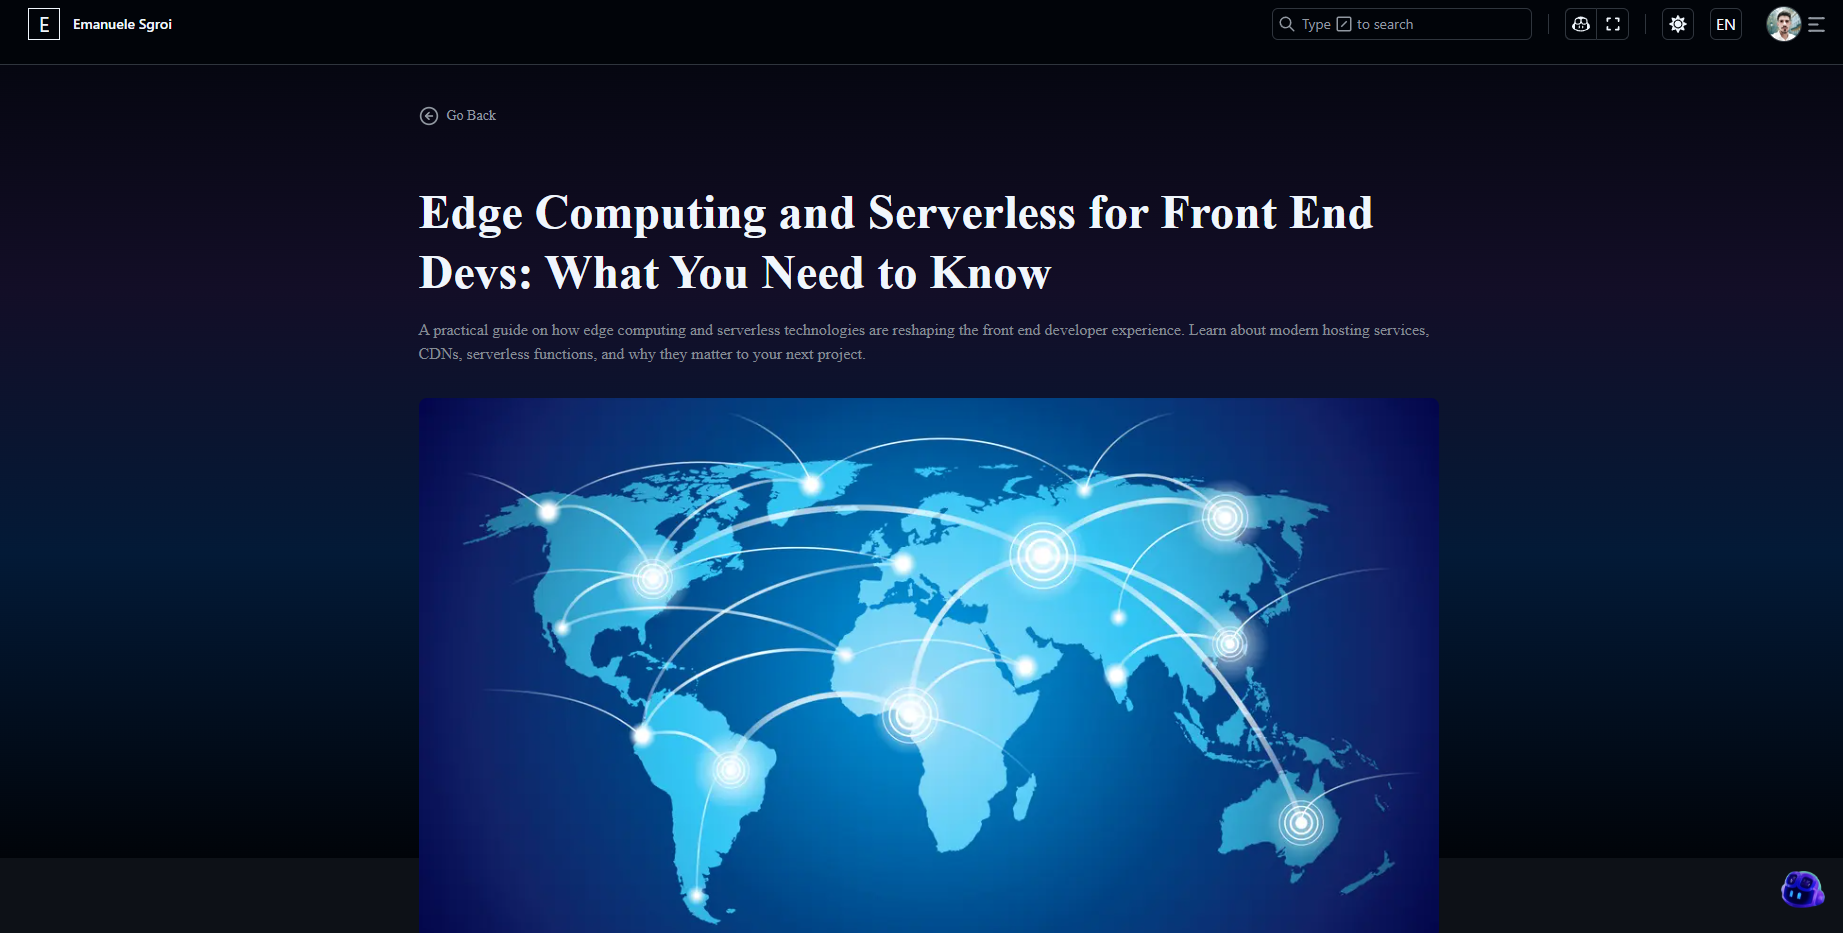 E
Emanuele Sgroi
Type / to search
EN
Go Back
Edge Computing and Serverless for Front End
Devs: What You Need to Know
A practical guide on how edge computing and serverless technologies are reshaping the front end developer experience. Learn about modern hosting services,
CDNs, serverless functions, and why they matter to your next project.